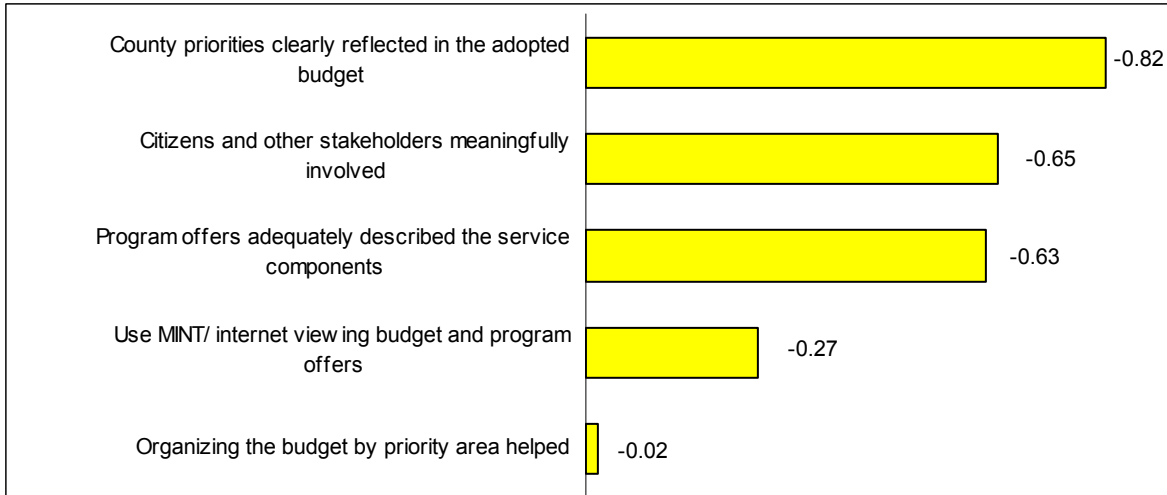 County priorities clearly reflected in the adopted
budget
-0.82
Citizens and other stakeholders meaningfully
involved
-0.65
Program offers adequately described the service
components
-0.63
Use MINT/ internet viewing budget and program
offers
-0.27
Organizing the budget by priority area helped
-0.02